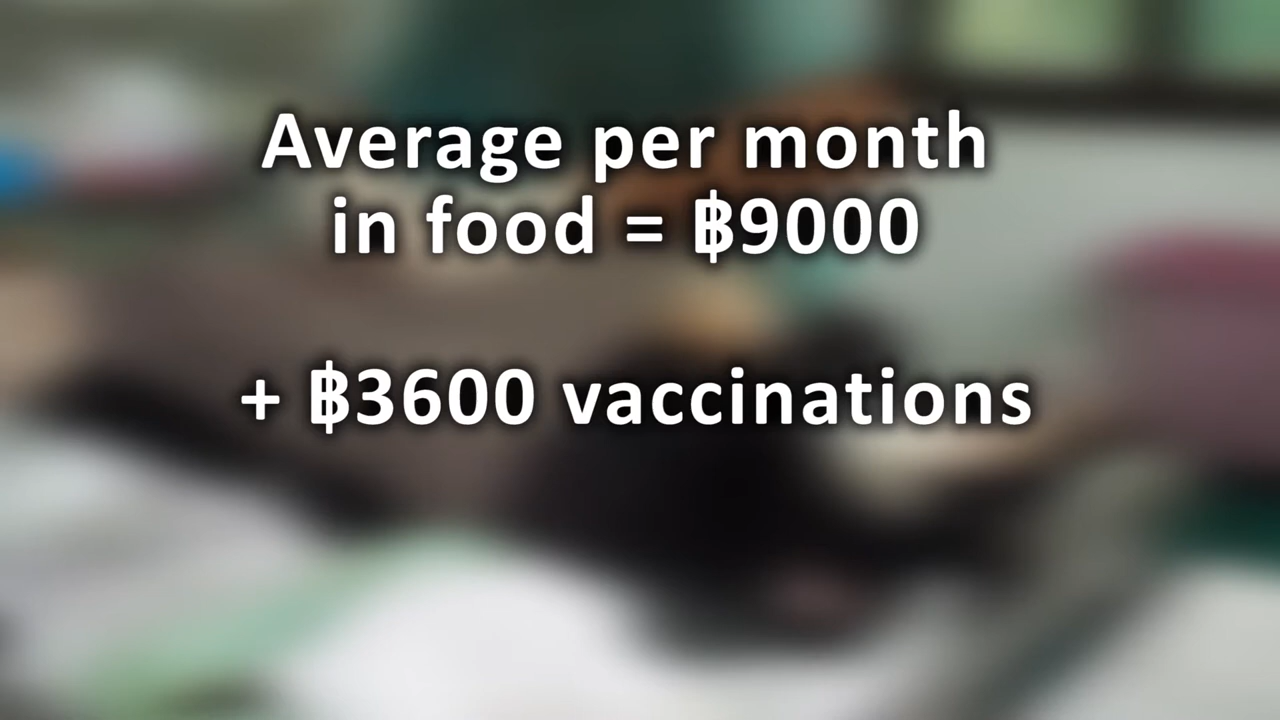 Average per month
in food = ฿9000
+ ฿3600 vaccinations